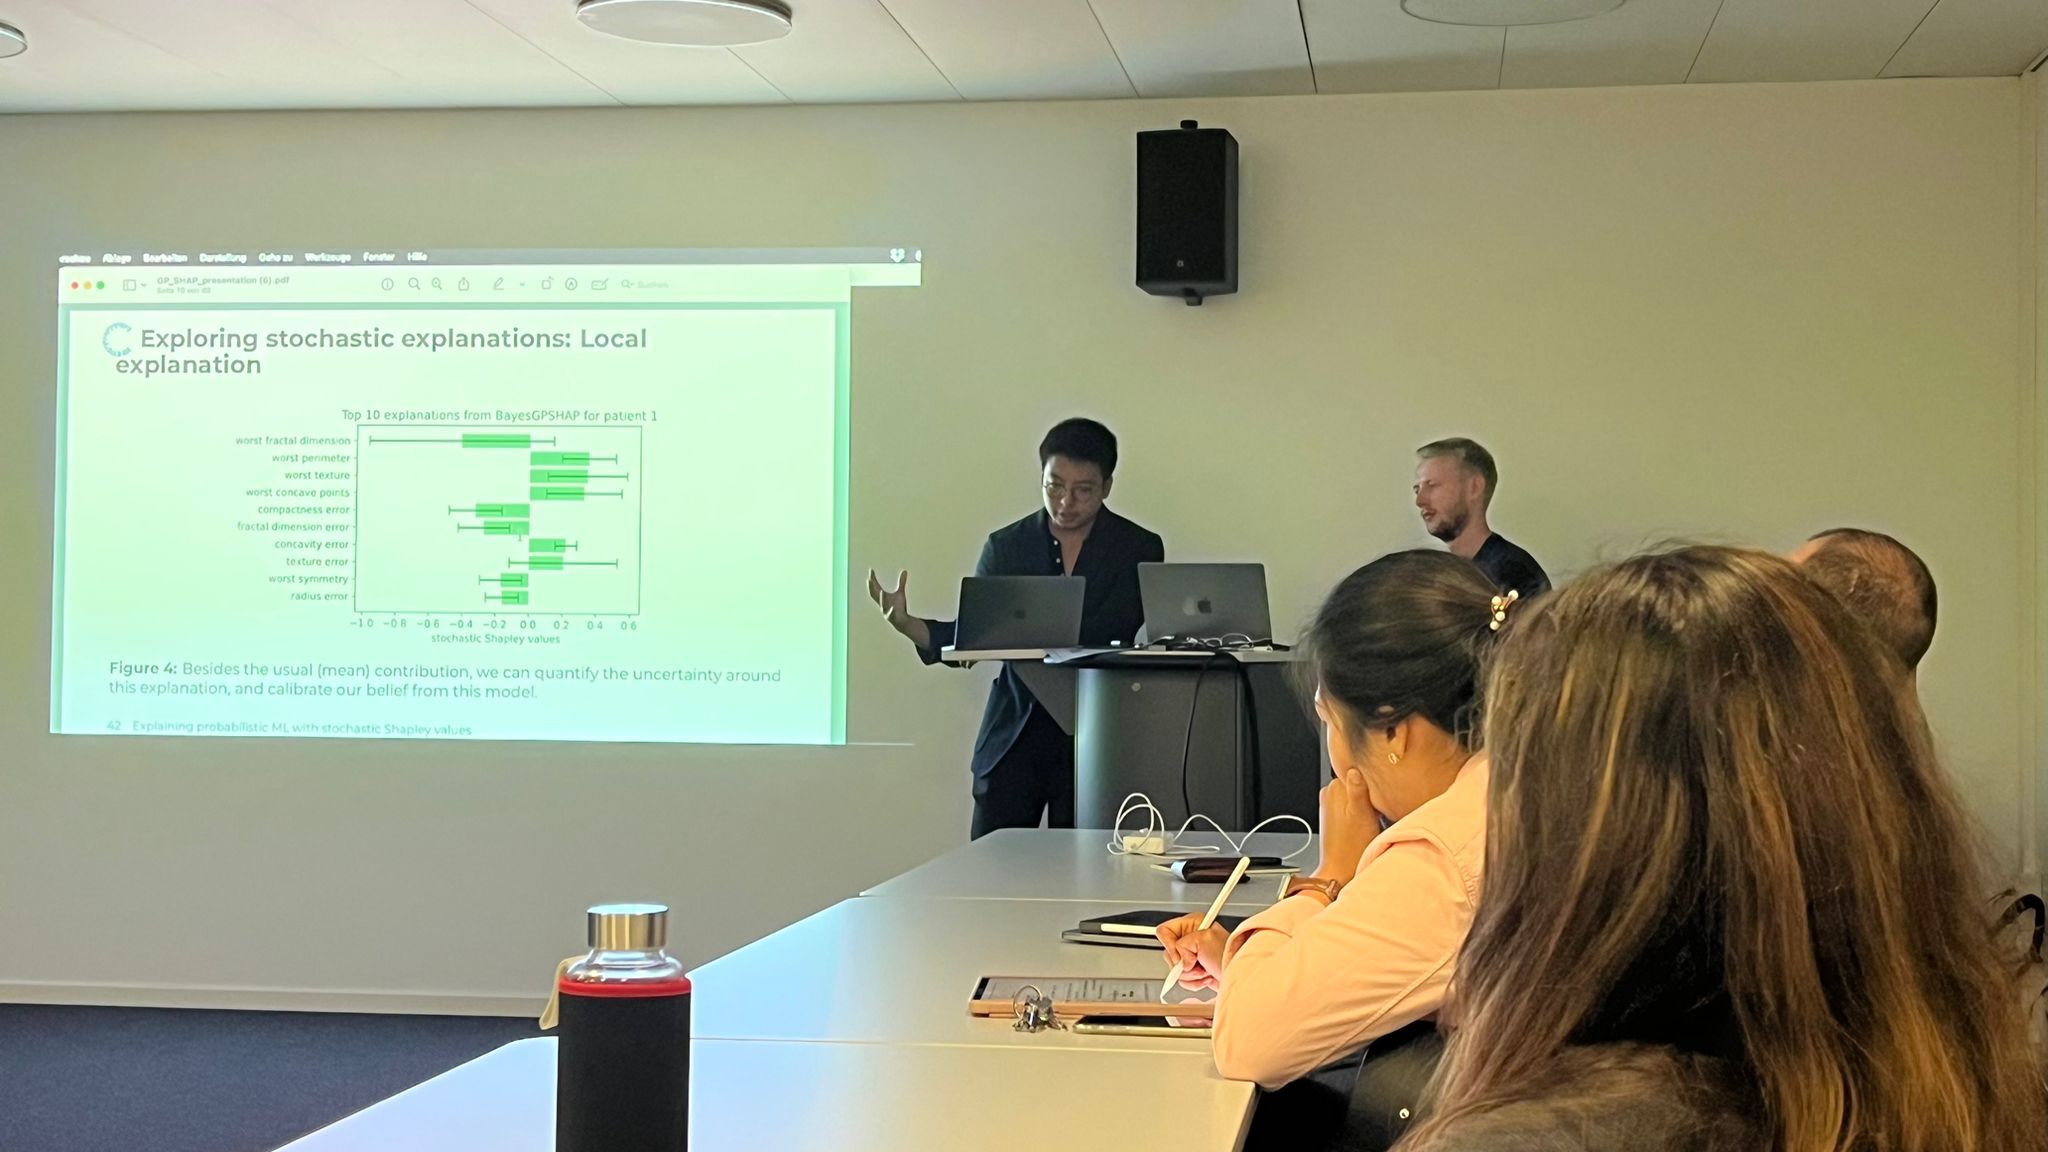 Ablage Bearbeiten Darstellung Gehe zu Werkzeuge Fenster Hilfe
GP_SHAP_presentation (6).pdf
Suchen
Exploring stochastic explanations: Local
explanation
Top 10 explanations from BayesGPSHAP for patient 1
worst fractal dimension
worst perimeter
worst texture
worst concave points
compactness error
fractal dimension error
concavity error
texture error
worst symmetry
radius error
−1.0 −0.8 −0.6 −0.4 −0.2 0.0 0.2 0.4 0.6
stochastic Shapley values
Figure 4: Besides the usual (mean) contribution, we can quantify the uncertainty around
this explanation, and calibrate our belief from this model.
42 Explaining probabilistic ML with stochastic Shapley values